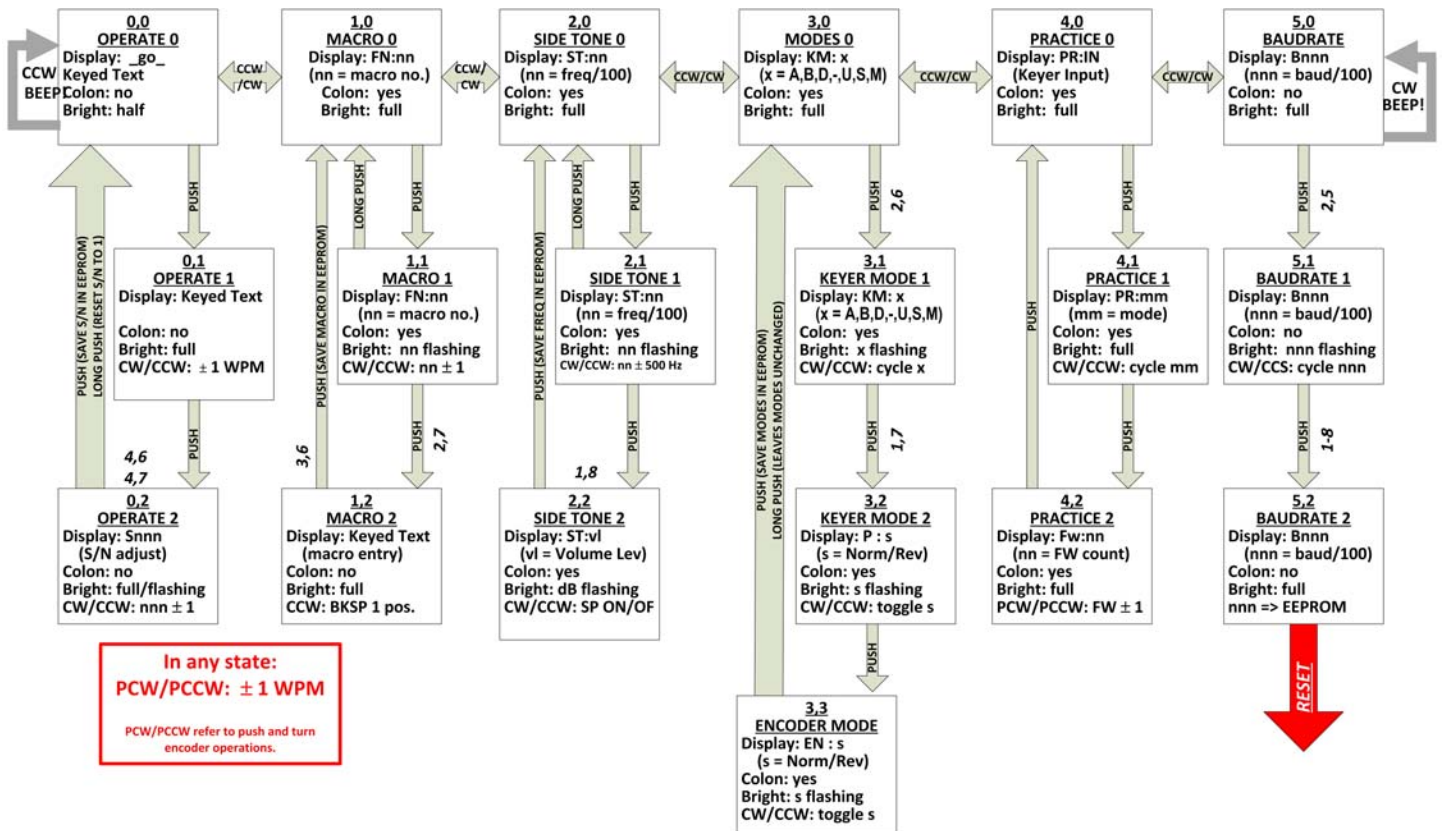 0,0
OPERATE 0
Display: _go_
Keyed Text
Colon: no
Bright: half
CCW
BEEP!
CCW
/CW
1,0
MACRO 0
Display: FN:nn
(nn = macro no.)
Colon: yes
Bright: full
CCW/
CW
2,0
SIDE TONE 0
Display: ST:nn
(nn = freq/100)
Colon: yes
Bright: full
CCW/CW
3,0
MODES 0
Display: KM: x
(x = A,B,D,-,U,S,M)
Colon: yes
Bright: full
CCW/CW
4,0
PRACTICE 0
Display: PR:IN
(Keyer Input)
Colon: yes
Bright: full
CCW/CW
5,0
BAUDRATE
Display: Bnnn
(nnn = baud/100)
Colon: no
Bright: full
CW
BEEP!
PUSH (SAVE S/N IN EEPROM)
LONG PUSH (RESET S/N TO 1)
PUSH
PUSH (SAVE MACRO IN EEPROM)
LONG PUSH
PUSH
PUSH (SAVE FREQ IN EEPROM)
LONG PUSH
PUSH
PUSH (SAVE MODES IN EEPROM)
LONG PUSH (LEAVES MODES UNCHANGED)
PUSH
2,6
PUSH
PUSH
PUSH
2,5
0,1
OPERATE 1
Display: Keyed Text
Colon: no
Bright: full
CW/CCW: ± 1 WPM
1,1
MACRO 1
Display: FN:nn
(nn = macro no.)
Colon: yes
Bright: nn flashing
CW/CCW: nn ± 1
2,1
SIDE TONE 1
Display: ST:nn
(nn = freq/100)
Colon: yes
Bright: nn flashing
CW/CCW: nn ± 500 Hz
3,1
KEYER MODE 1
Display: KM: x
(x = A,B,D,-,U,S,M)
Colon: yes
Bright: x flashing
CW/CCW: cycle x
4,1
PRACTICE 1
Display: PR:mm
(mm = mode)
Colon: yes
Bright: full
CW/CCW: cycle mm
5,1
BAUDRATE 1
Display: Bnnn
(nnn = baud/100)
Colon: no
Bright: nnn flashing
CW/CCS: cycle nnn
4,6
4,7
PUSH
3,6
PUSH
2,7
1,8
PUSH
PUSH
1,7
PUSH
PUSH
1-8
0,2
OPERATE 2
Display: Snnn
(S/N adjust)
Colon: no
Bright: full/flashing
CW/CCW: nnn ± 1
1,2
MACRO 2
Display: Keyed Text
(macro entry)
Colon: no
Bright: full
CCW: BKSP 1 pos.
2,2
SIDE TONE 2
Display: ST:vl
(vl = Volume Lev)
Colon: yes
Bright: dB flashing
CW/CCW: SP ON/OF
3,2
KEYER MODE 2
Display: P : s
(s = Norm/Rev)
Colon: yes
Bright: s flashing
CW/CCW: toggle s
4,2
PRACTICE 2
Display: Fw:nn
(nn = FW count)
Colon: yes
Bright: full
PCW/PCCW: FW ± 1
5,2
BAUDRATE 2
Display: Bnnn
(nnn = baud/100)
Colon: no
Bright: full
nnn => EEPROM
In any state:
PCW/PCCW: ± 1 WPM
PCW/PCCW refer to push and turn
encoder operations.
PUSH
RESET
3,3
ENCODER MODE
Display: EN : s
(s = Norm/Rev)
Colon: yes
Bright: s flashing
CW/CCW: toggle s